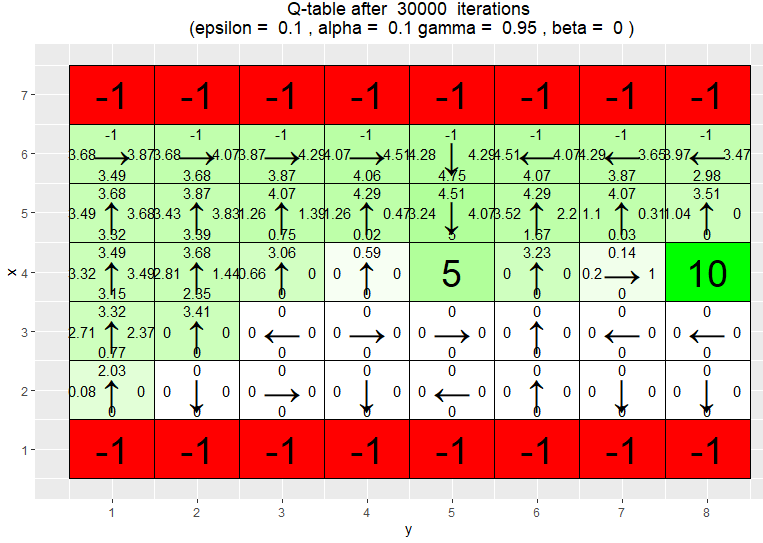 Q-table after 30000 iterations
(epsilon = 0.1 , alpha = 0.1 gamma = 0.95 , beta = 0 )
7 -1 -1 -1 -1 -1 -1 -1 -1
-1 -1 -1 -1 -1 -1 -1 -1
6 3.68 → 3.87 3.68 → 4.07 3.87 → 4.29 4.07 → 4.51 4.28 ↓ 4.29 4.51 ← 4.07 4.29 ← 3.65 3.97 ← 3.47
3.49 3.68 3.87 4.06 4.75 4.07 3.87 2.98
3.68 3.87 4.07 4.29 4.51 4.29 4.07 3.51
5 3.49 ↑ 3.68 3.43 ↑ 3.83 1.26 ↑ 1.39 1.26 ↑ 0.47 3.24 ↓ 4.07 3.52 ↑ 2.2 1.1 ↑ 0.31 1.04 ↑ 0
3.32 3.39 0.75 0.02 5 1.67 0.03 0
3.49 3.68 3.06 0.59 3.23 0.14
x 4 3.32 ↑ 3.49 2.81 ↑ 1.44 0.66 ↑ 0 0 ↑ 0 5 0 ↑ 0 0.2 → 1 10
3.15 2.35 0 0 0 0
3.32 3.41 0 0 0 0 0 0
3 2.71 ↑ 2.37 0 ↑ 0 0 ← 0 0 → 0 0 → 0 0 ↑ 0 0 ← 0 0 ← 0
0.77 0 0 0 0 0 0 0
2.03 0 0 0 0 0 0 0
2 0.08 ↑ 0 0 ↓ 0 0 → 0 0 ↓ 0 0 ← 0 0 ↑ 0 0 ↓ 0 0 ↓ 0
0 0 0 0 0 0 0 0
1 -1 -1 -1 -1 -1 -1 -1 -1
1 2 3 4 5 6 7 8
y